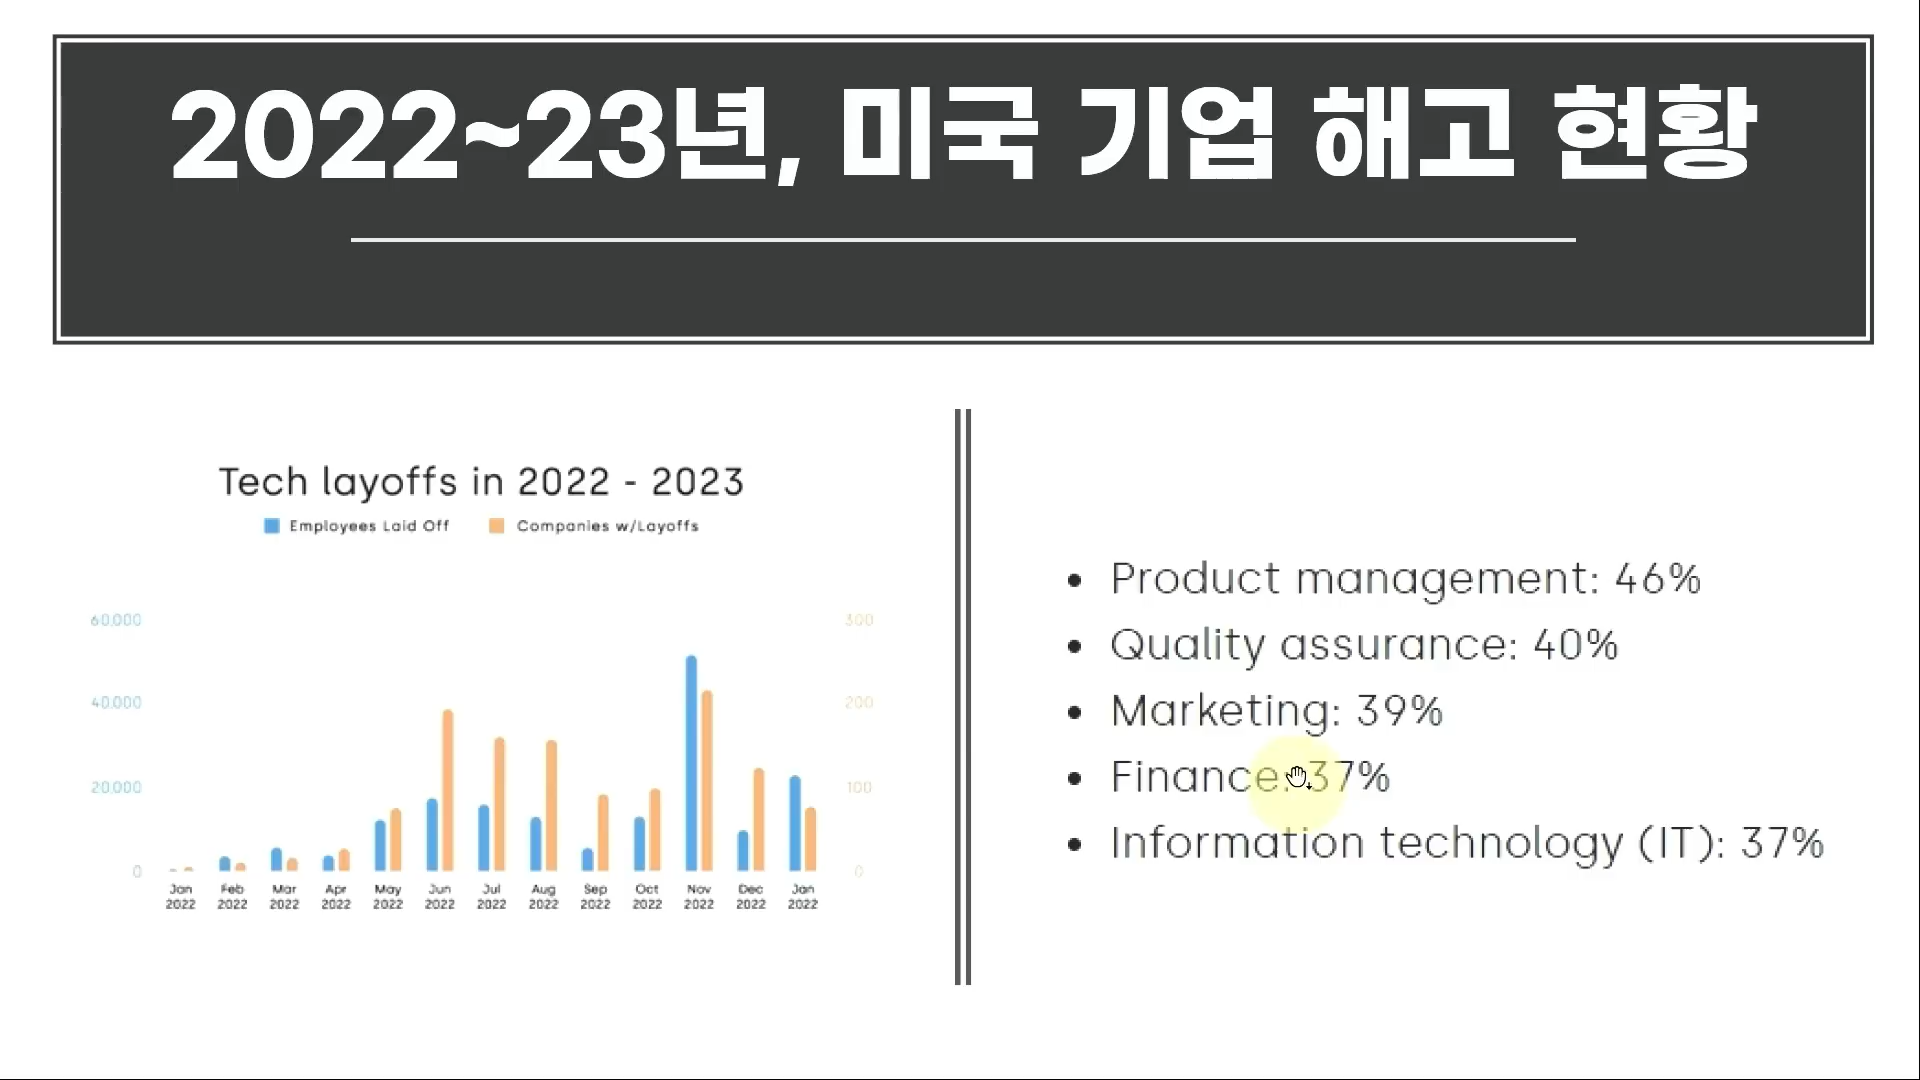 2022~23년, 미국 기업 해고 현황
Tech layoffs in 2022 - 2023
Employees Laid Off Companies w/Layoffs
60,000 300
40,000 200
20,000 100
0 0
Jan Feb Mar Apr May Jun Jul Aug Sep Oct Nov Dec Jan
2022 2022 2022 2022 2022 2022 2022 2022 2022 2022 2022 2022 2022
• Product management: 46%
• Quality assurance: 40%
• Marketing: 39%
• Finance: 37%
• Information technology (IT): 37%